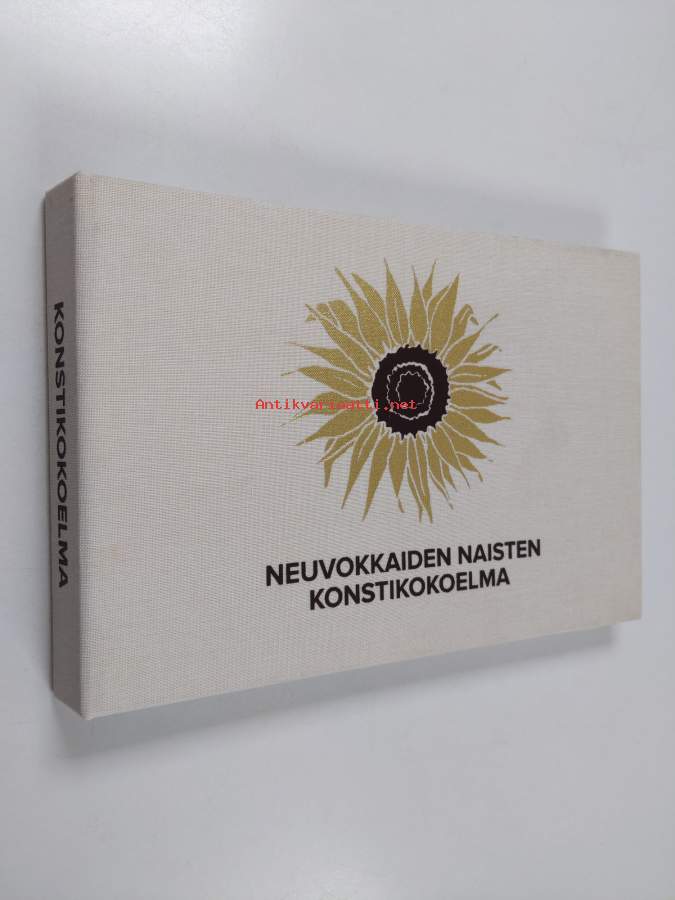 KONSTIKOKOELMA
Antikvariaatti.net
NEUVOKKAIDEN NAISTEN
KONSTIKOKOELMA